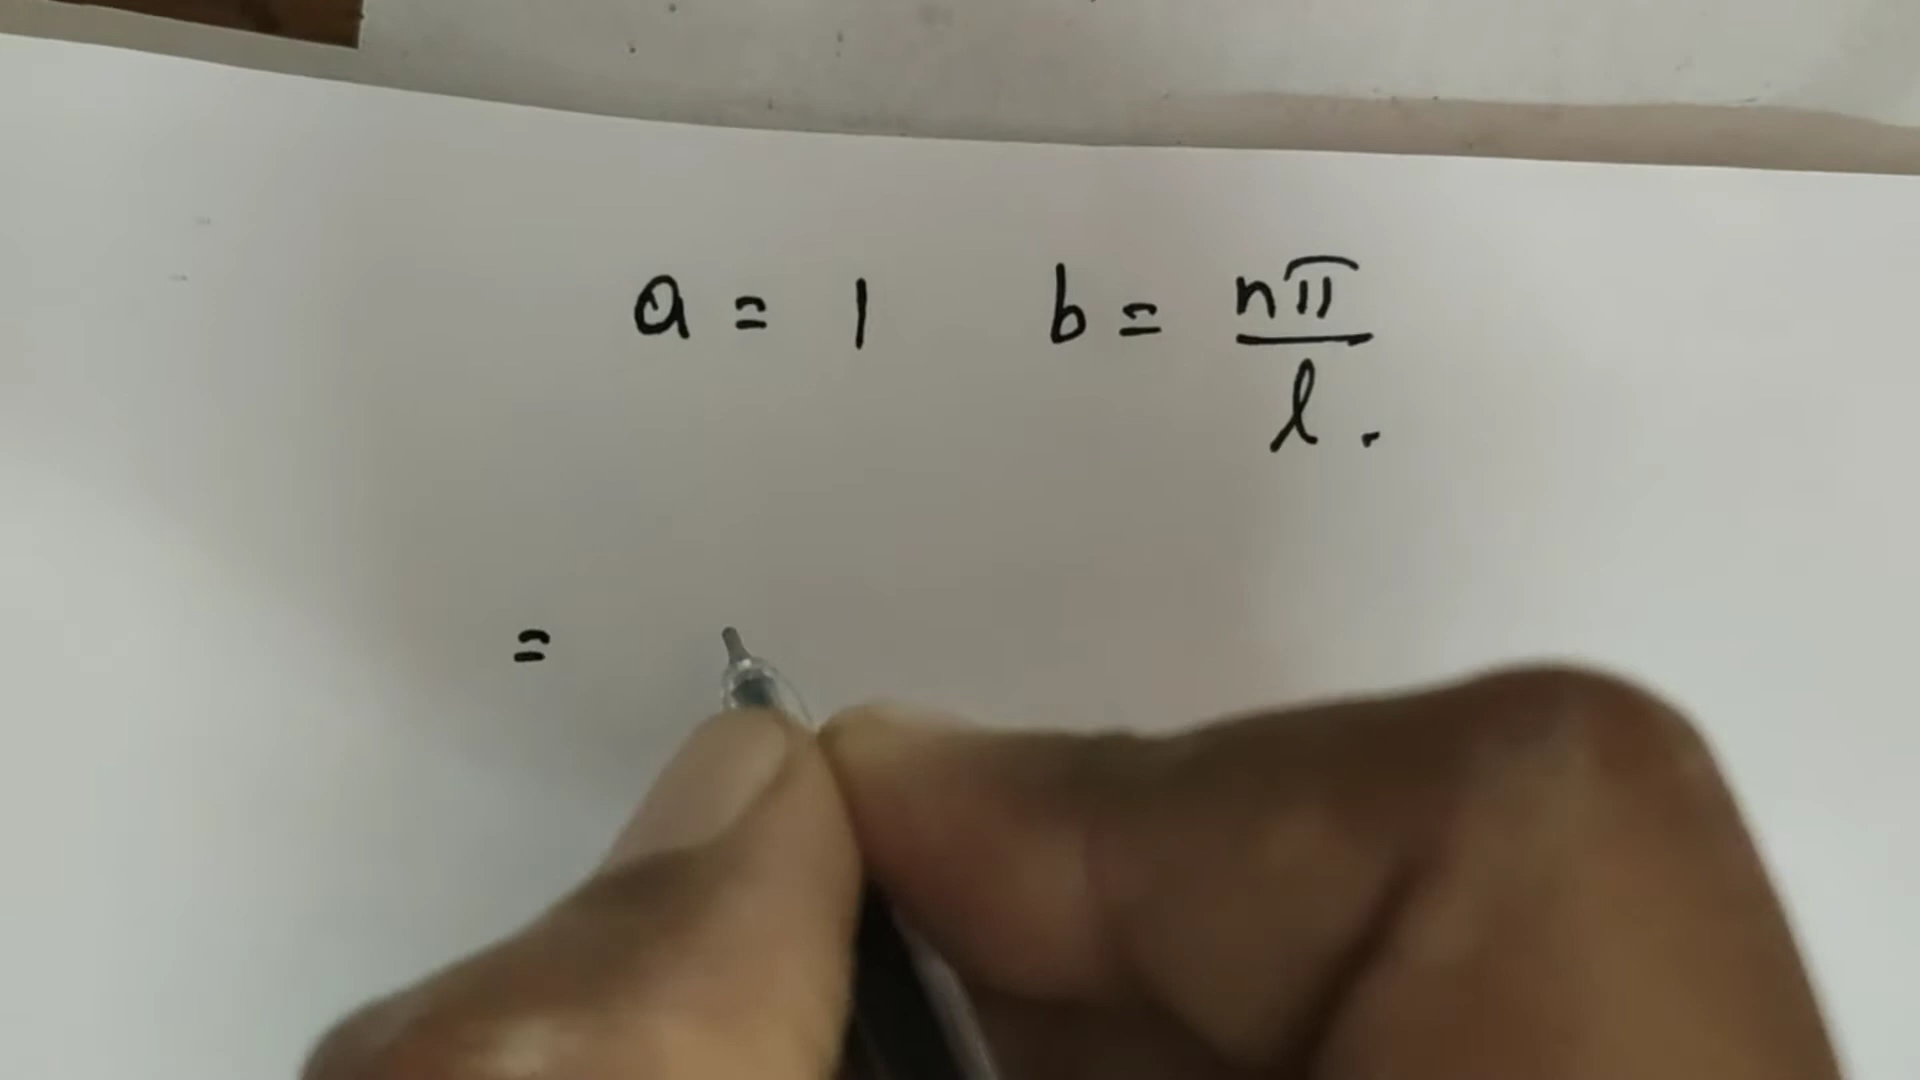 a = 1 b = nπ/l.
=